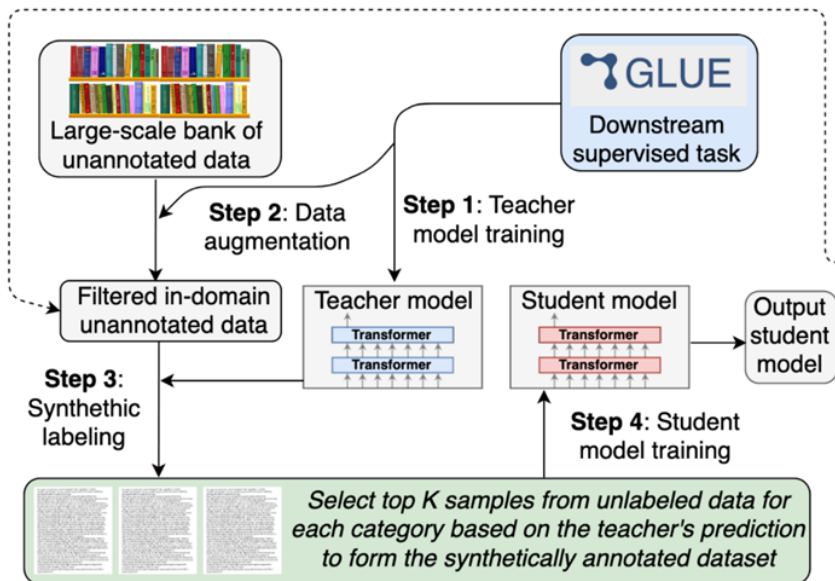 GLUE
Large-scale bank of
unannotated data
Downstream
supervised task
Step 2: Data
augmentation
Step 1: Teacher
model training
Filtered in-domain
unannotated data
Teacher model
Transformer
Transformer
Student model
Transformer
Transformer
Output
student
model
Step 3:
Synthethic
labeling
Step 4: Student
model training
Select top K samples from unlabeled data for
each category based on the teacher's prediction
to form the synthetically annotated dataset